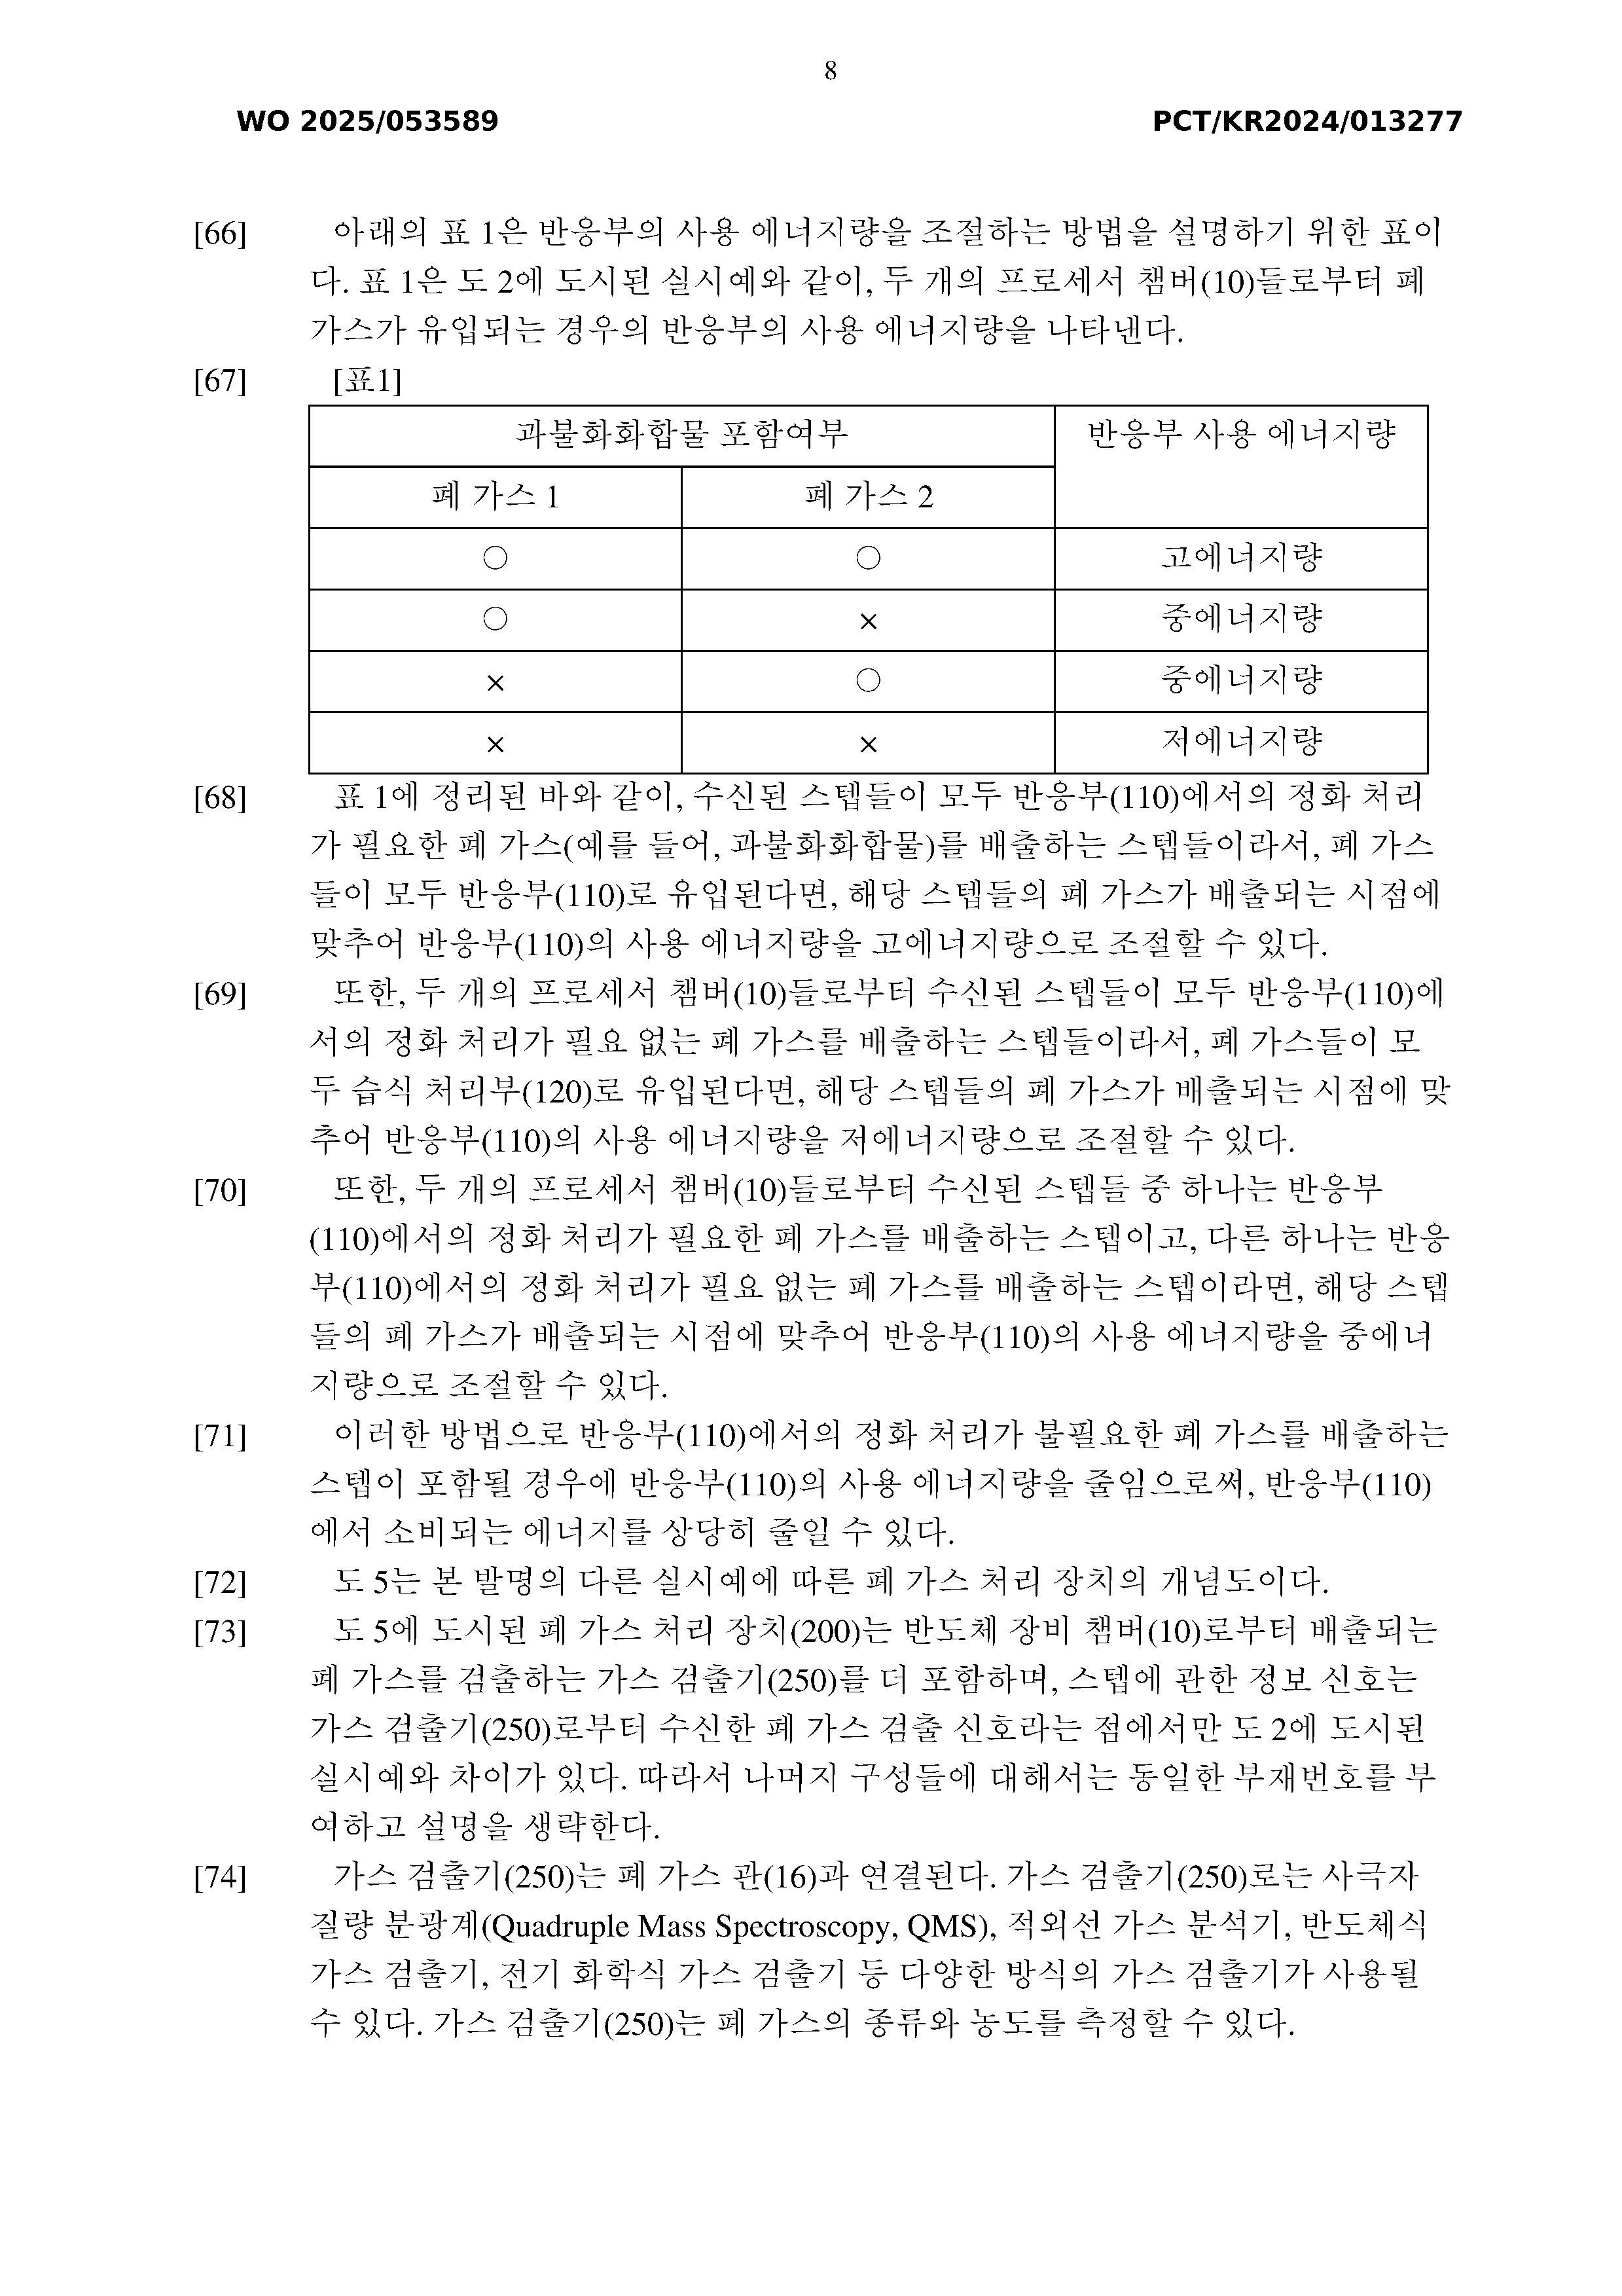 8
WO 2025/053589 PCT/KR2024/013277
[66] 아래의 표 1은 반응부의 사용 에너지량을 조절하는 방법을 설명하기 위한 표이
다. 표 1은 도 2에 도시된 실시예와 같이, 두 개의 프로세서 챔버(10)들로부터 폐
가스가 유입되는 경우의 반응부의 사용 에너지량을 나타낸다.
[67] [표1]
과불화화합물 포함여부 반응부 사용 에너지량
폐 가스 1 폐 가스 2
○ ○ 고에너지량
○ × 중에너지량
× ○ 중에너지량
× × 저에너지량
[68] 표 1에 정리된 바와 같이, 수신된 스텝들이 모두 반응부(110)에서의 정화 처리
가 필요한 폐 가스(예를 들어, 과불화화합물)를 배출하는 스텝들이라서, 폐 가스
들이 모두 반응부(110)로 유입된다면, 해당 스텝들의 폐 가스가 배출되는 시점에
맞추어 반응부(110)의 사용 에너지량을 고에너지량으로 조절할 수 있다.
[69] 또한, 두 개의 프로세서 챔버(10)들로부터 수신된 스텝들이 모두 반응부(110)에
서의 정화 처리가 필요 없는 폐 가스를 배출하는 스텝들이라서, 폐 가스들이 모
두 습식 처리부(120)로 유입된다면, 해당 스텝들의 폐 가스가 배출되는 시점에 맞
추어 반응부(110)의 사용 에너지량을 저에너지량으로 조절할 수 있다.
[70] 또한, 두 개의 프로세서 챔버(10)들로부터 수신된 스텝들 중 하나는 반응부
(110)에서의 정화 처리가 필요한 폐 가스를 배출하는 스텝이고, 다른 하나는 반응
부(110)에서의 정화 처리가 필요 없는 폐 가스를 배출하는 스텝이라면, 해당 스텝
들의 폐 가스가 배출되는 시점에 맞추어 반응부(110)의 사용 에너지량을 중에너
지량으로 조절할 수 있다.
[71] 이러한 방법으로 반응부(110)에서의 정화 처리가 불필요한 폐 가스를 배출하는
스텝이 포함될 경우에 반응부(110)의 사용 에너지량을 줄임으로써, 반응부(110)
에서 소비되는 에너지를 상당히 줄일 수 있다.
[72] 도 5는 본 발명의 다른 실시예에 따른 폐 가스 처리 장치의 개념도이다.
[73] 도 5에 도시된 폐 가스 처리 장치(200)는 반도체 장비 챔버(10)로부터 배출되는
폐 가스를 검출하는 가스 검출기(250)를 더 포함하며, 스텝에 관한 정보 신호는
가스 검출기(250)로부터 수신한 폐 가스 검출 신호라는 점에서만 도 2에 도시된
실시예와 차이가 있다. 따라서 나머지 구성들에 대해서는 동일한 부재번호를 부
여하고 설명을 생략한다.
[74] 가스 검출기(250)는 폐 가스 관(16)과 연결된다. 가스 검출기(250)로는 사극자
질량 분광계(Quadruple Mass Spectroscopy, QMS), 적외선 가스 분석기, 반도체식
가스 검출기, 전기 화학식 가스 검출기 등 다양한 방식의 가스 검출기가 사용될
수 있다. 가스 검출기(250)는 폐 가스의 종류와 농도를 측정할 수 있다.